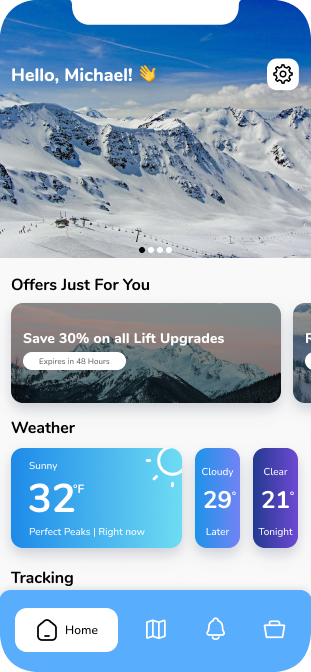 Hello, Michael! 👋
Offers Just For You
Save 30% on all Lift Upgrades
Expires in 48 Hours
R
Weather
Sunny
32°F
Perfect Peaks | Right now
Cloudy
29°
Later
Clear
21°
Tonight
Tracking
Home